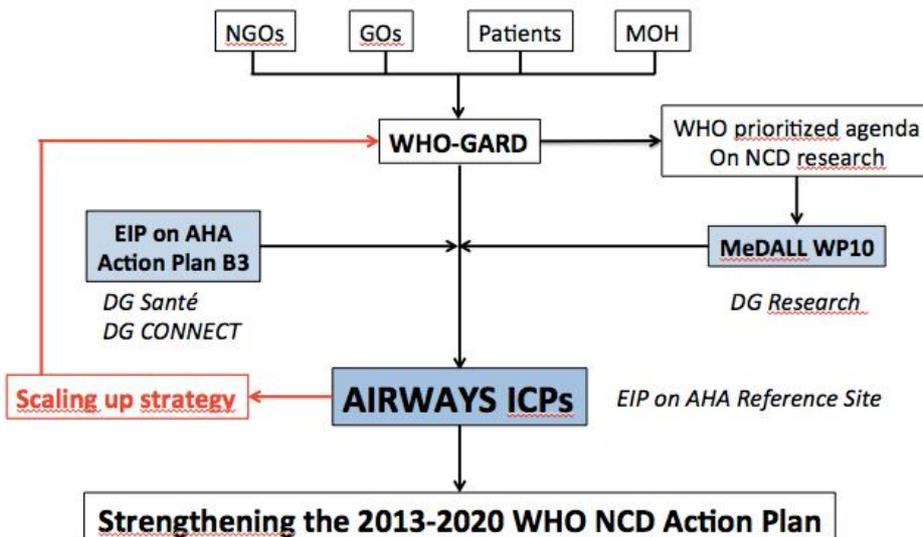 NGOs
GOs
Patients
MOH
WHO-GARD
WHO prioritized agenda
On NCD research
EIP on AHA
Action Plan B3
MeDALL WP10
DG Santé
DG CONNECT
DG Research
Scaling up strategy
AIRWAYS ICPs
EIP on AHA Reference Site
Strengthening the 2013-2020 WHO NCD Action Plan